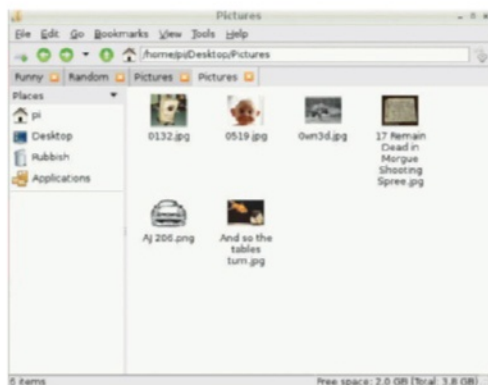 Pictures
File Edit Go Bookmarks View Tools Help
/home/pi/Desktop/Pictures
Funny Random Pictures Pictures
Places
pi
Desktop
Rubbish
Applications
0132.jpg 0519.jpg 0wn3d.jpg 17 Remain
Dead in
Morgue
Shooting
Spree.jpg
AJ 206.png And so the
tables
turn.jpg
6 items Free space: 2.0 GB (Total: 3.8 GB)